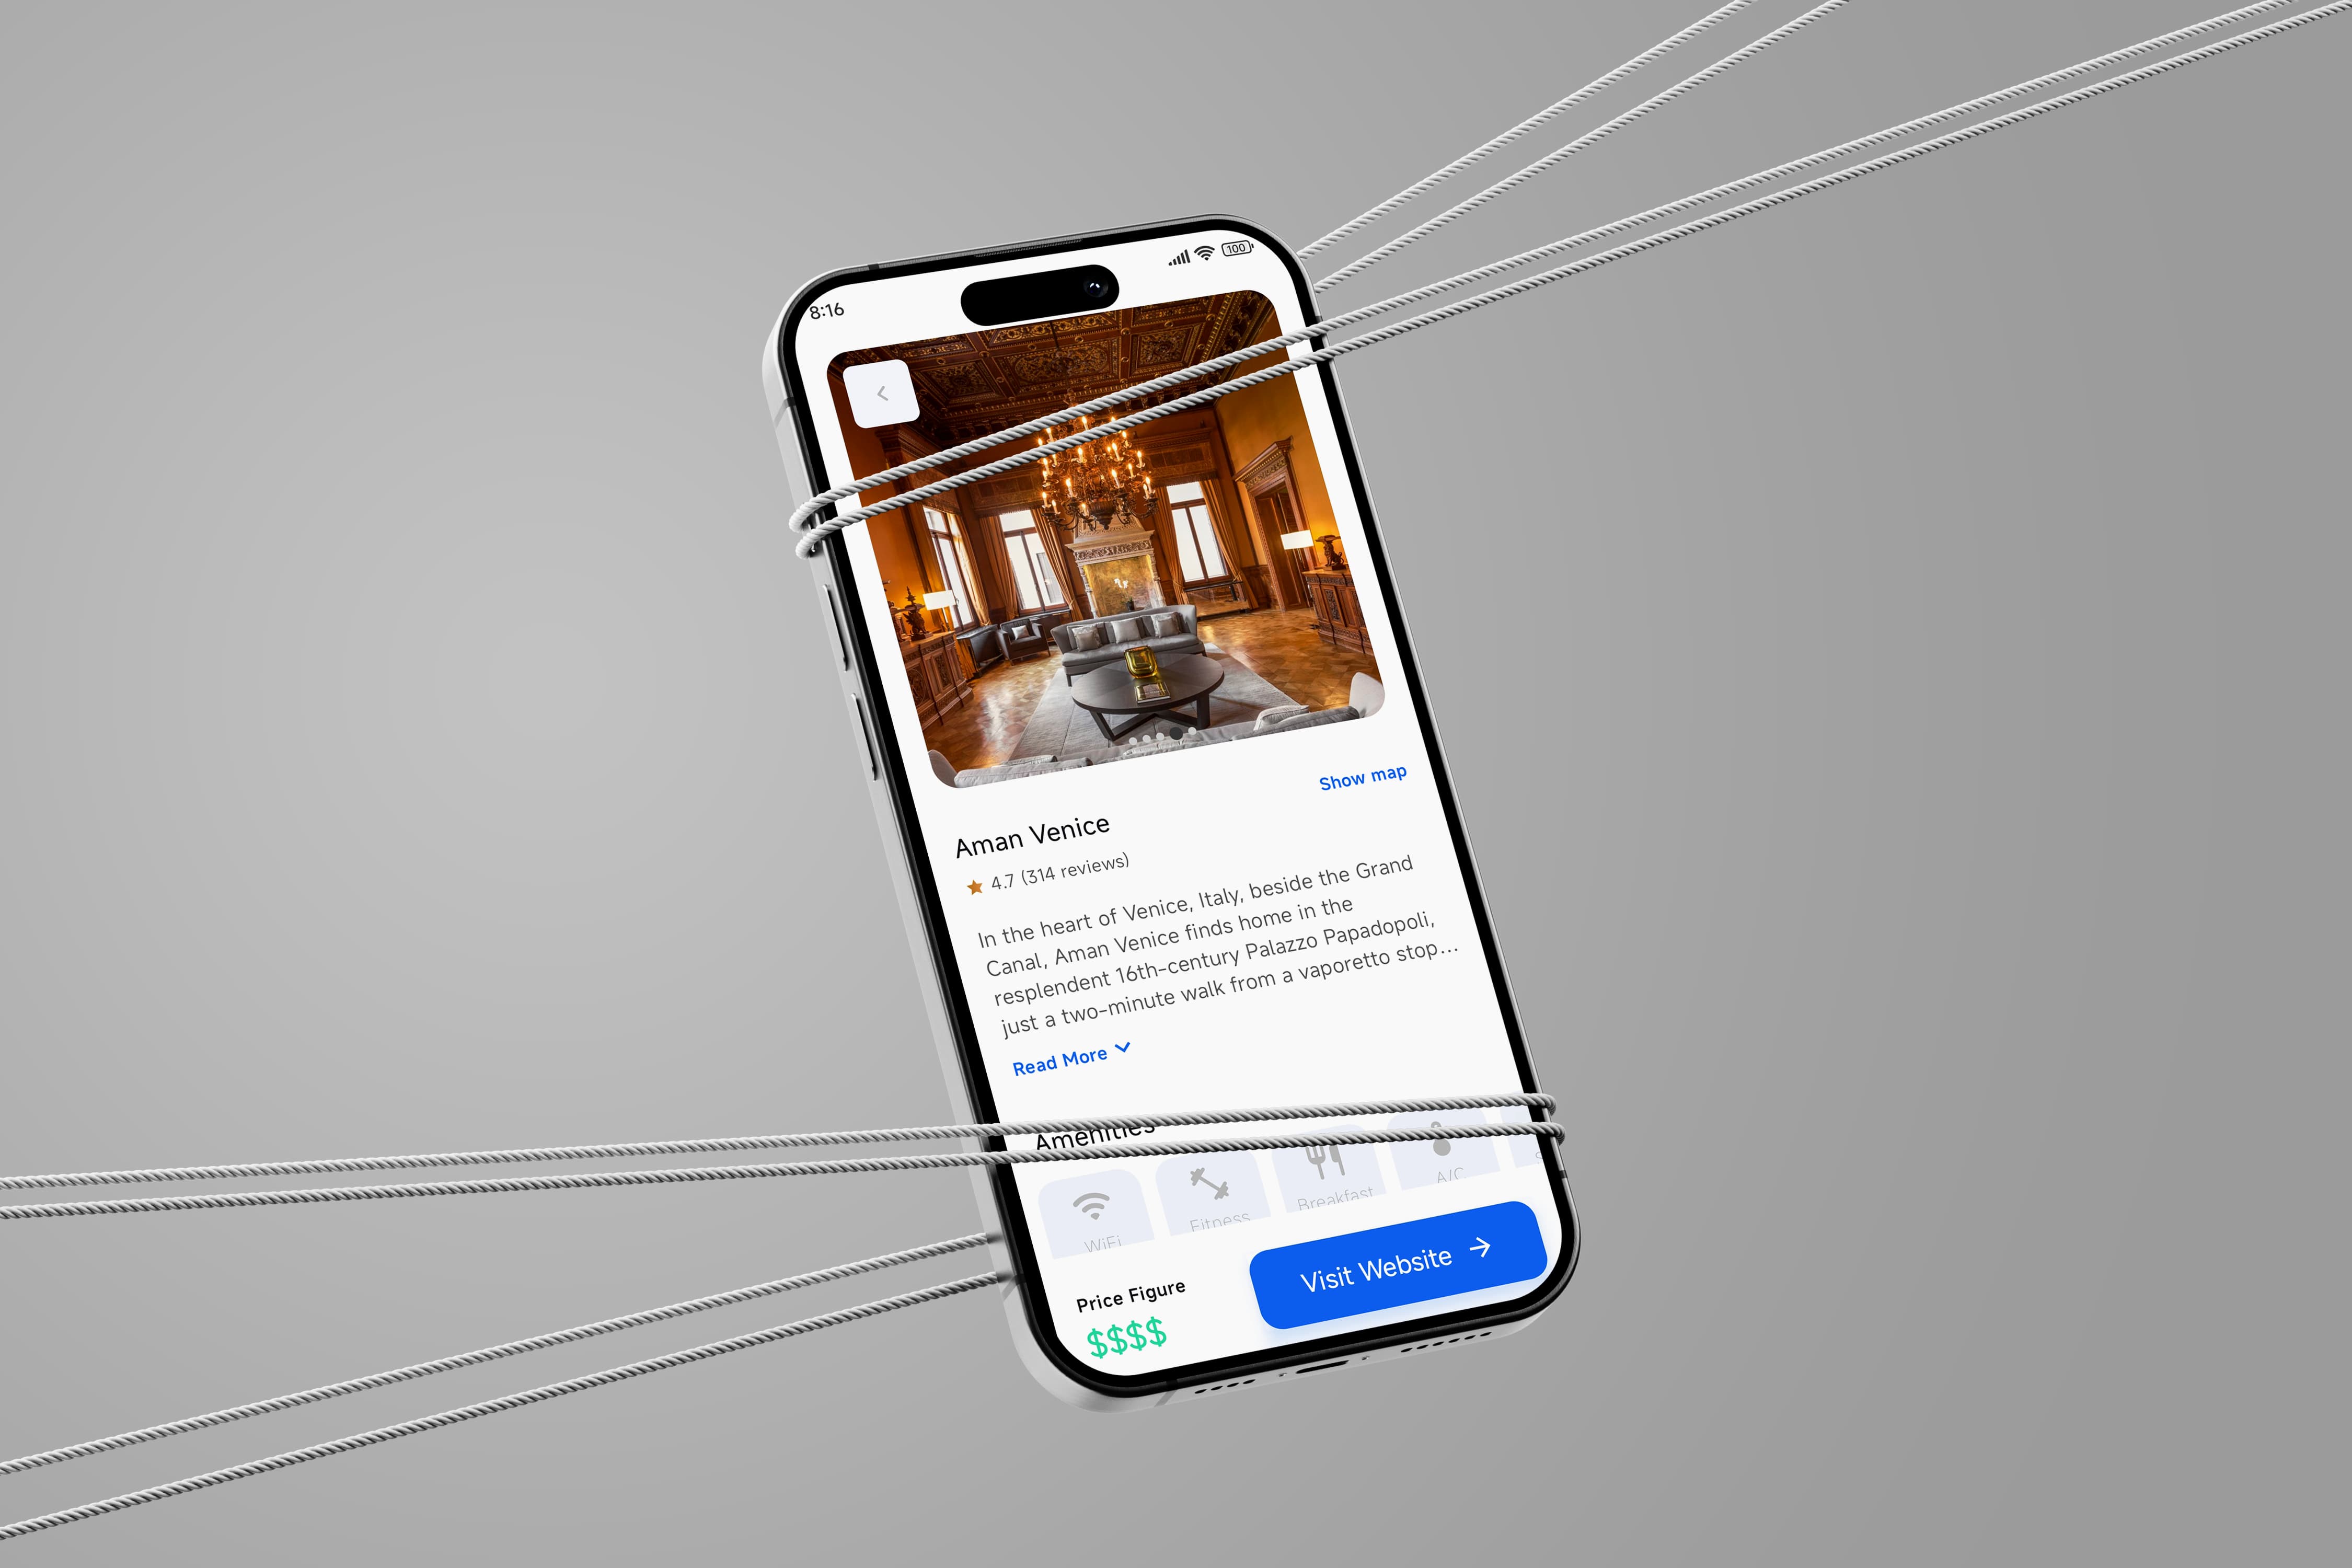 8:16
100
Show map
Aman Venice
4.7 (314 reviews)
In the heart of Venice, Italy, beside the Grand
Canal, Aman Venice finds home in the
resplendent 16th-century Palazzo Papadopoli,
just a two-minute walk from a vaporetto stop...
Read More
Amenities
WiFi
Fitness
Breakfast
A/C
Price Figure
$$$$
Visit Website